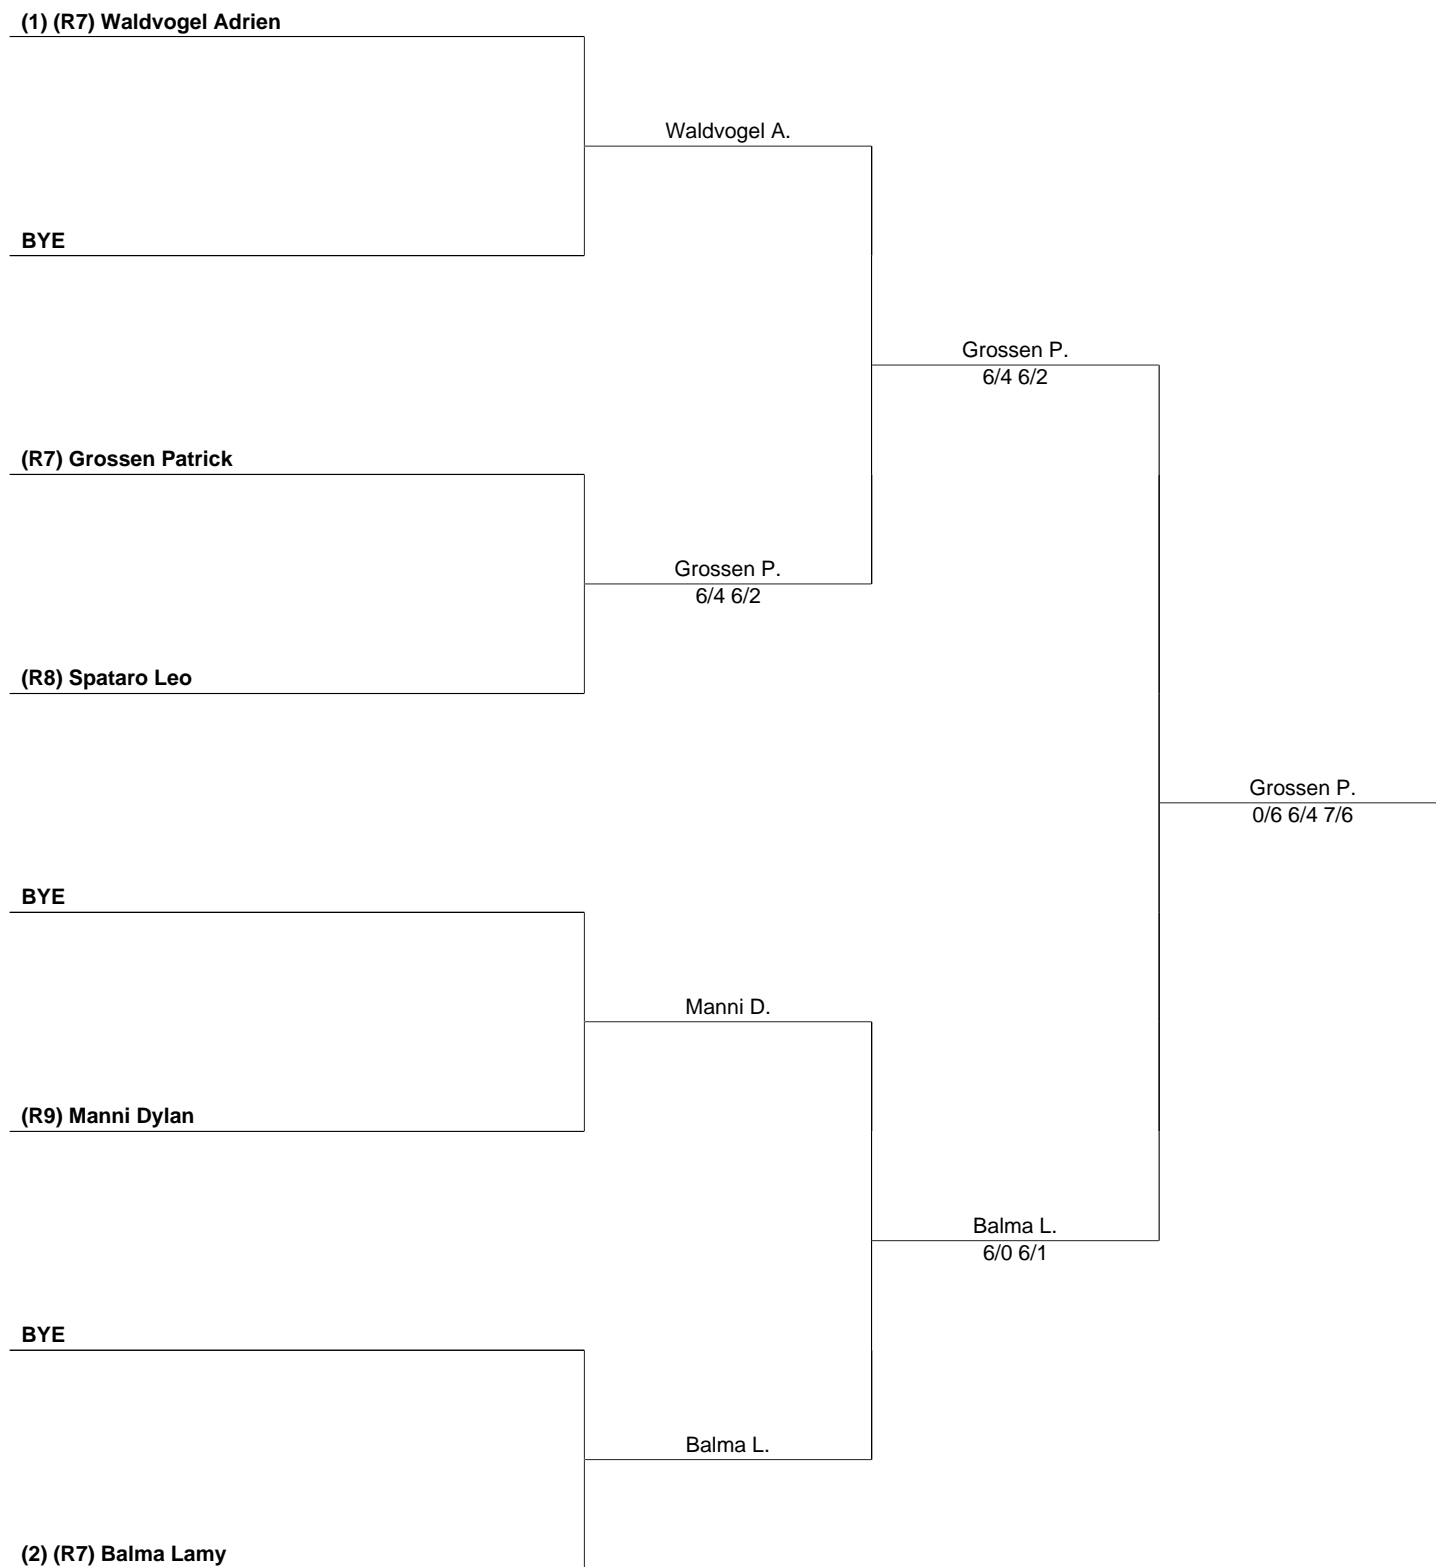 (1) (R7) Waldvogel Adrien
Waldvogel A.
BYE
Grossen P.
6/4 6/2
(R7) Grossen Patrick
Grossen P.
6/4 6/2
(R8) Spataro Leo
Grossen P.
0/6 6/4 7/6
BYE
Manni D.
(R9) Manni Dylan
Balma L.
6/0 6/1
BYE
Balma L.
(2) (R7) Balma Lamy